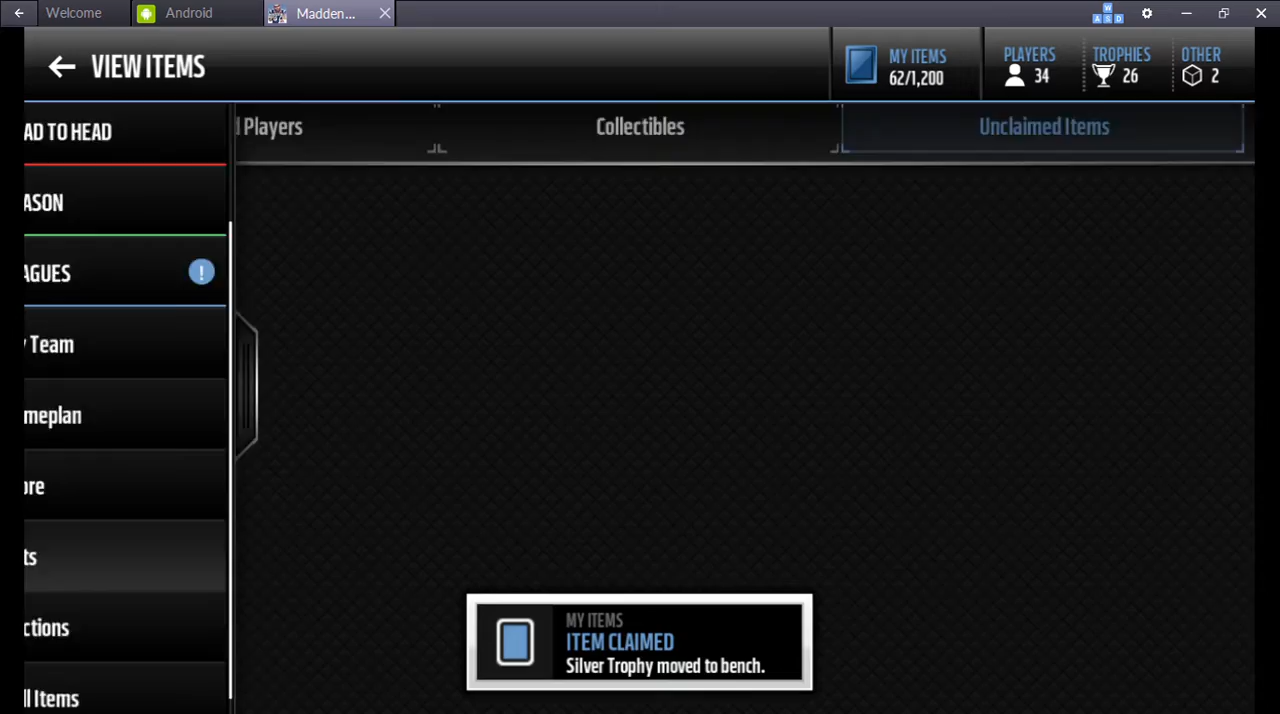 Welcome
Android
Madden...
W
A S D
VIEW ITEMS
MY ITEMS
62/1,200
PLAYERS
34
TROPHIES
26
OTHER
2
AD TO HEAD
ASON
AGUES
!
Team
meplan
ore
ts
ctions
l Items
l Players
Collectibles
Unclaimed Items
MY ITEMS
ITEM CLAIMED
Silver Trophy moved to bench.